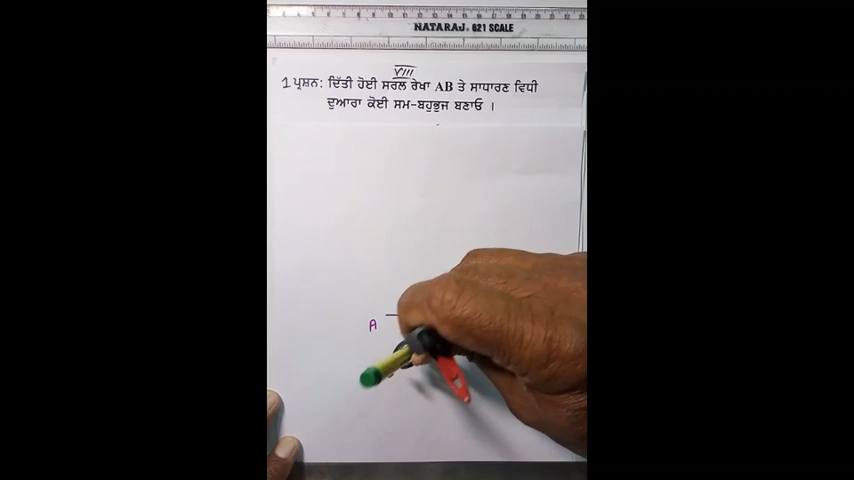 NATARAJ 621 SCALE
VIII
1 ਪ੍ਰਸ਼ਨ: ਦਿੱਤੀ ਹੋਈ ਸਰਲ ਰੇਖਾ AB ਤੇ ਸਾਧਾਰਣ ਵਿਧੀ
ਦੁਆਰਾ ਕੋਈ ਸਮ-ਬਹੁਭੁਜ ਬਣਾਓ ।
A